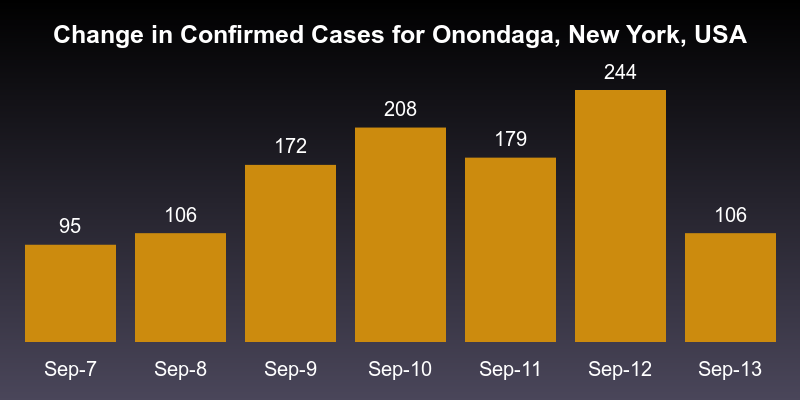 Change in Confirmed Cases for Onondaga, New York, USA
95 106 172 208 179 244 106
Sep-7 Sep-8 Sep-9 Sep-10 Sep-11 Sep-12 Sep-13